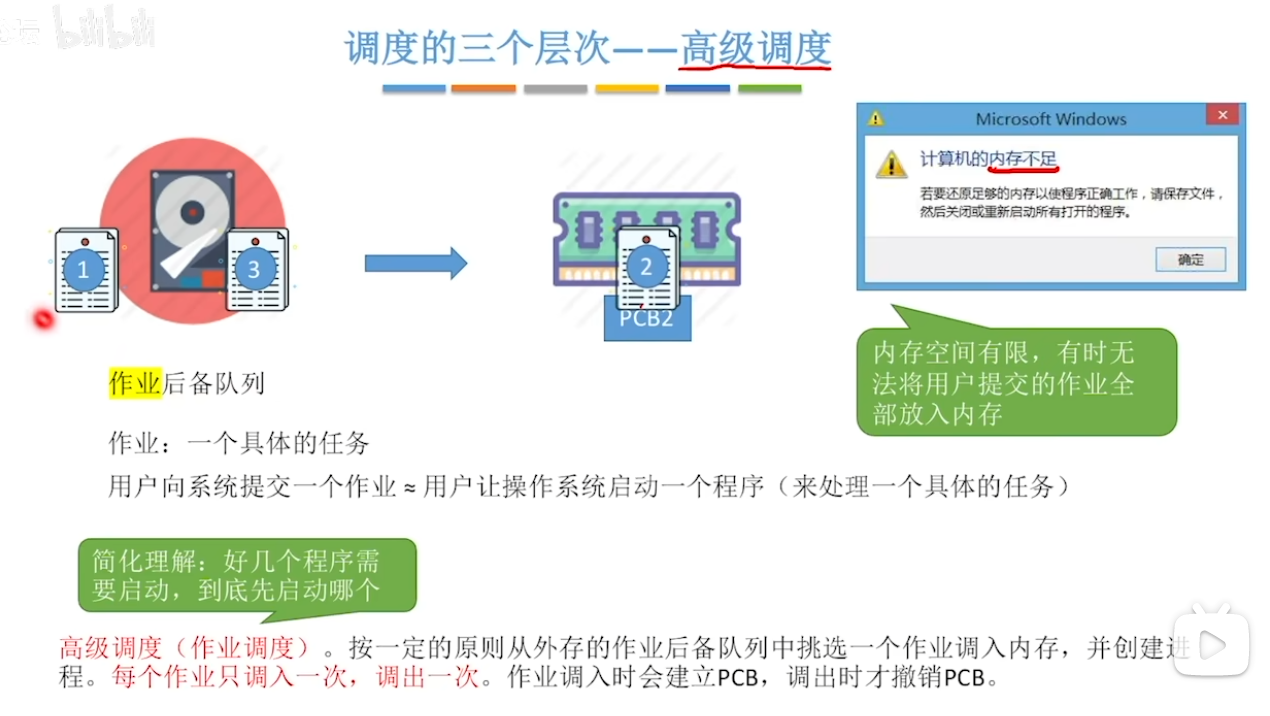 bilibili
调度的三个层次——高级调度
Microsoft Windows
计算机的内存不足
若要还原足够的内存以使程序正确工作，请保存文件，
然后关闭或重新启动所有打开的程序。
确定
1
3
2
PCB2
内存空间有限，有时无
法将用户提交的作业全
部放入内存
作业后备队列
作业：一个具体的任务
用户向系统提交一个作业 ≈ 用户让操作系统启动一个程序（来处理一个具体的任务）
简化理解：好几个程序需
要启动，到底先启动哪个
高级调度（作业调度）。按一定的原则从外存的作业后备队列中挑选一个作业调入内存，并创建进
程。每个作业只调入一次，调出一次。作业调入时会建立PCB，调出时才撤销PCB。